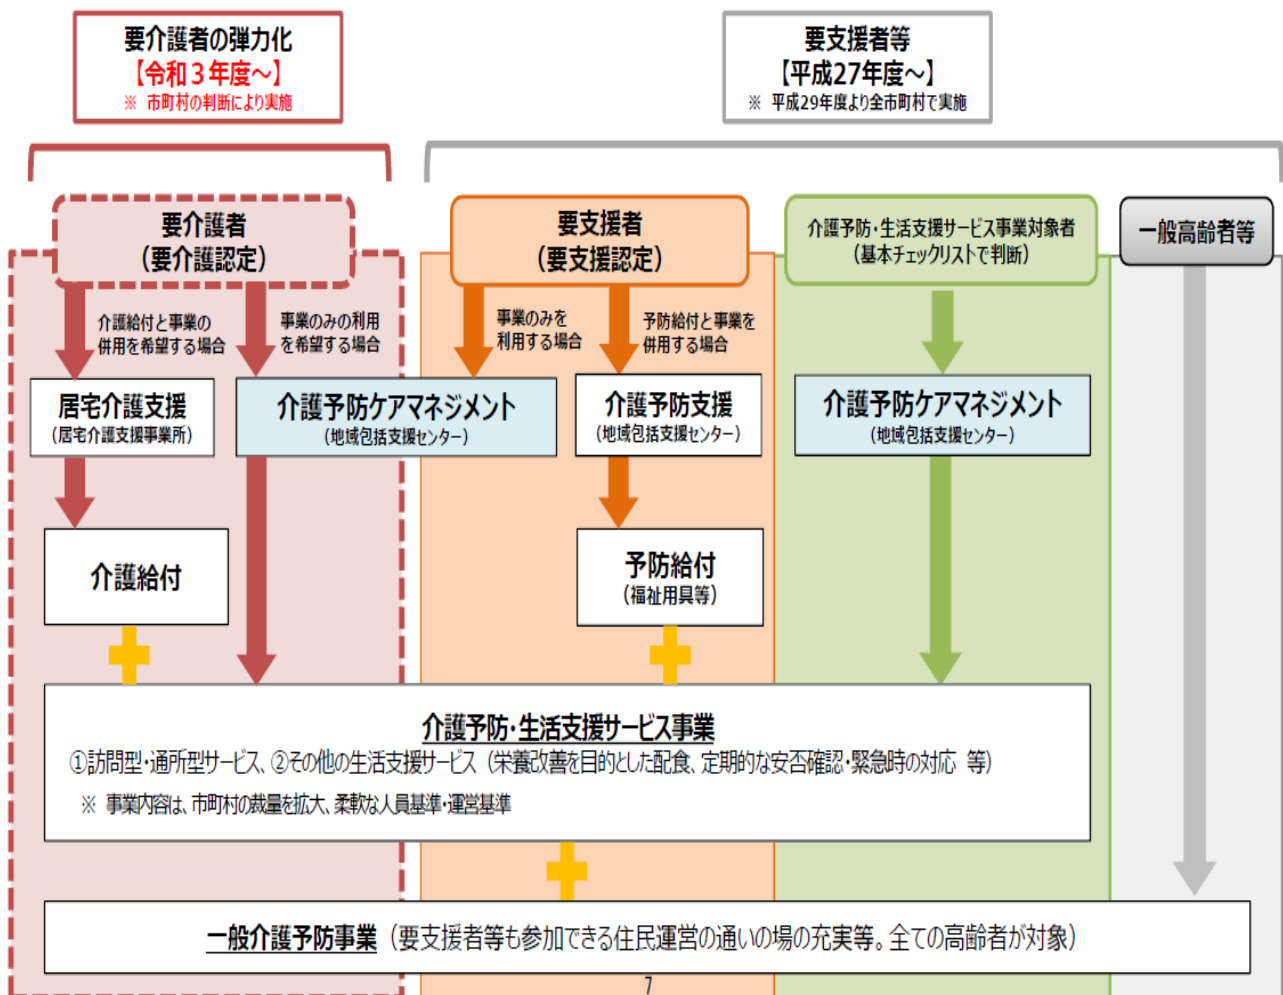 要介護者の弾力化
【令和3年度～】
※ 市町村の判断により実施
要支援者等
【平成27年度～】
※ 平成29年度より全市町村で実施
要介護者
（要介護認定）
要支援者
（要支援認定）
介護予防・生活支援サービス事業対象者
（基本チェックリストで判断）
一般高齢者等
介護給付と事業の
併用を希望する場合
事業のみの利用
を希望する場合
事業のみを
利用する場合
予防給付と事業を
併用する場合
居宅介護支援
（居宅介護支援事業所）
介護予防ケアマネジメント
（地域包括支援センター）
介護予防支援
（地域包括支援センター）
介護予防ケアマネジメント
（地域包括支援センター）
介護給付
予防給付
（福祉用具等）
介護予防・生活支援サービス事業
①訪問型・通所型サービス、②その他の生活支援サービス（栄養改善を目的とした配食、定期的な安否確認・緊急時の対応 等）
※ 事業内容は、市町村の裁量を拡大、柔軟な人員基準・運営基準
一般介護予防事業（要支援者等も参加できる住民運営の通いの場の充実等。全ての高齢者が対象）
7